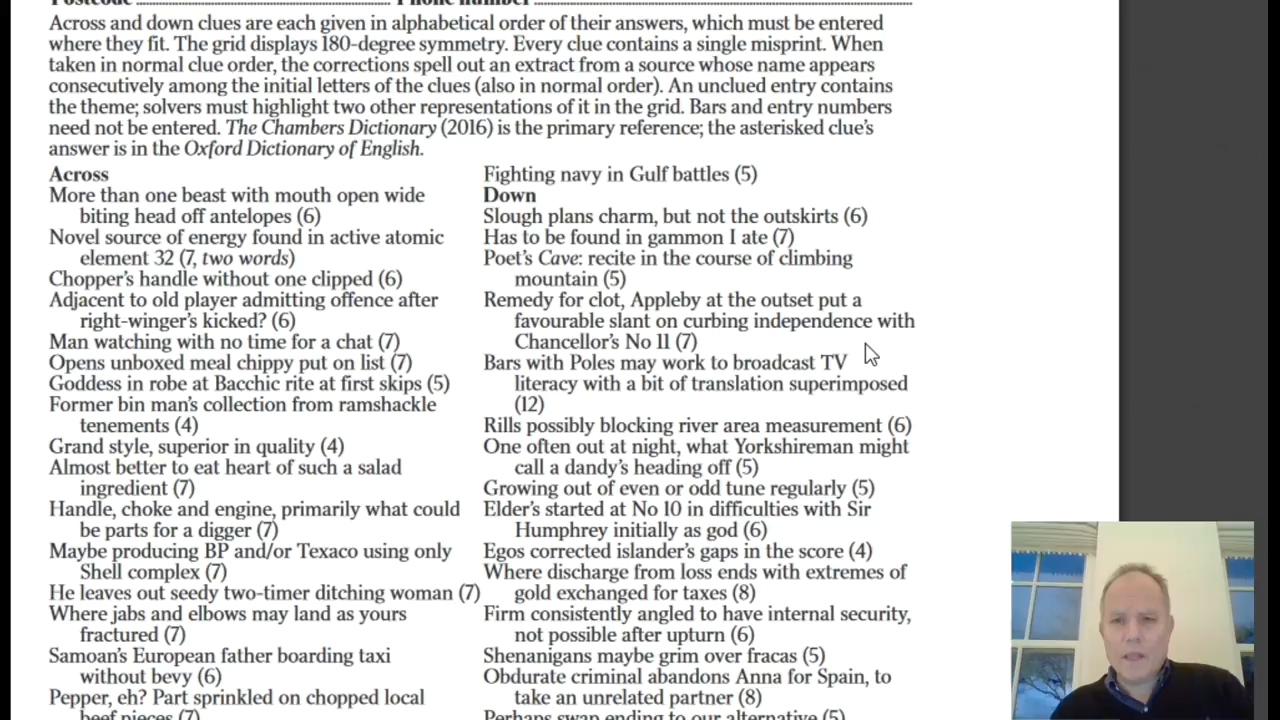 Postcode ........ Phone number ........
Across and down clues are each given in alphabetical order of their answers, which must be entered
where they fit. The grid displays 180-degree symmetry. Every clue contains a single misprint. When
taken in normal clue order, the corrections spell out an extract from a source whose name appears
consecutively among the initial letters of the clues (also in normal order). An unclued entry contains
the theme; solvers must highlight two other representations of it in the grid. Bars and entry numbers
need not be entered. The Chambers Dictionary (2016) is the primary reference; the asterisked clue's
answer is in the Oxford Dictionary of English.
Across
More than one beast with mouth open wide
biting head off antelopes (6)
Novel source of energy found in active atomic
element 32 (7, two words)
Chopper's handle without one clipped (6)
Adjacent to old player admitting offence after
right-winger's kicked? (6)
Man watching with no time for a chat (7)
Opens unboxed meal chippy put on list (7)
Goddess in robe at Bacchic rite at first skips (5)
Former bin man's collection from ramshackle
tenements (4)
Grand style, superior in quality (4)
Almost better to eat heart of such a salad
ingredient (7)
Handle, choke and engine, primarily what could
be parts for a digger (7)
Maybe producing BP and/or Texaco using only
Shell complex (7)
He leaves out seedy two-timer ditching woman (7)
Where jabs and elbows may land as yours
fractured (7)
Samoan's European father boarding taxi
without bevy (6)
Pepper, eh? Part sprinkled on chopped local
beef pieces (7)
Fighting navy in Gulf battles (5)
Down
Slough plans charm, but not the outskirts (6)
Has to be found in gammon I ate (7)
Poet's Cave: recite in the course of climbing
mountain (5)
Remedy for clot, Appleby at the outset put a
favourable slant on curbing independence with
Chancellor's No 11 (7)
Bars with Poles may work to broadcast TV
literacy with a bit of translation superimposed
(12)
Rills possibly blocking river area measurement (6)
One often out at night, what Yorkshireman might
call a dandy's heading off (5)
Growing out of even or odd tune regularly (5)
Elder's started at No 10 in difficulties with Sir
Humphrey initially as god (6)
Egos corrected islander's gaps in the score (4)
Where discharge from loss ends with extremes of
gold exchanged for taxes (8)
Firm consistently angled to have internal security,
not possible after upturn (6)
Shenanigans maybe grim over fracas (5)
Obdurate criminal abandons Anna for Spain, to
take an unrelated partner (8)
Perhaps swap ending to our alternative (5)